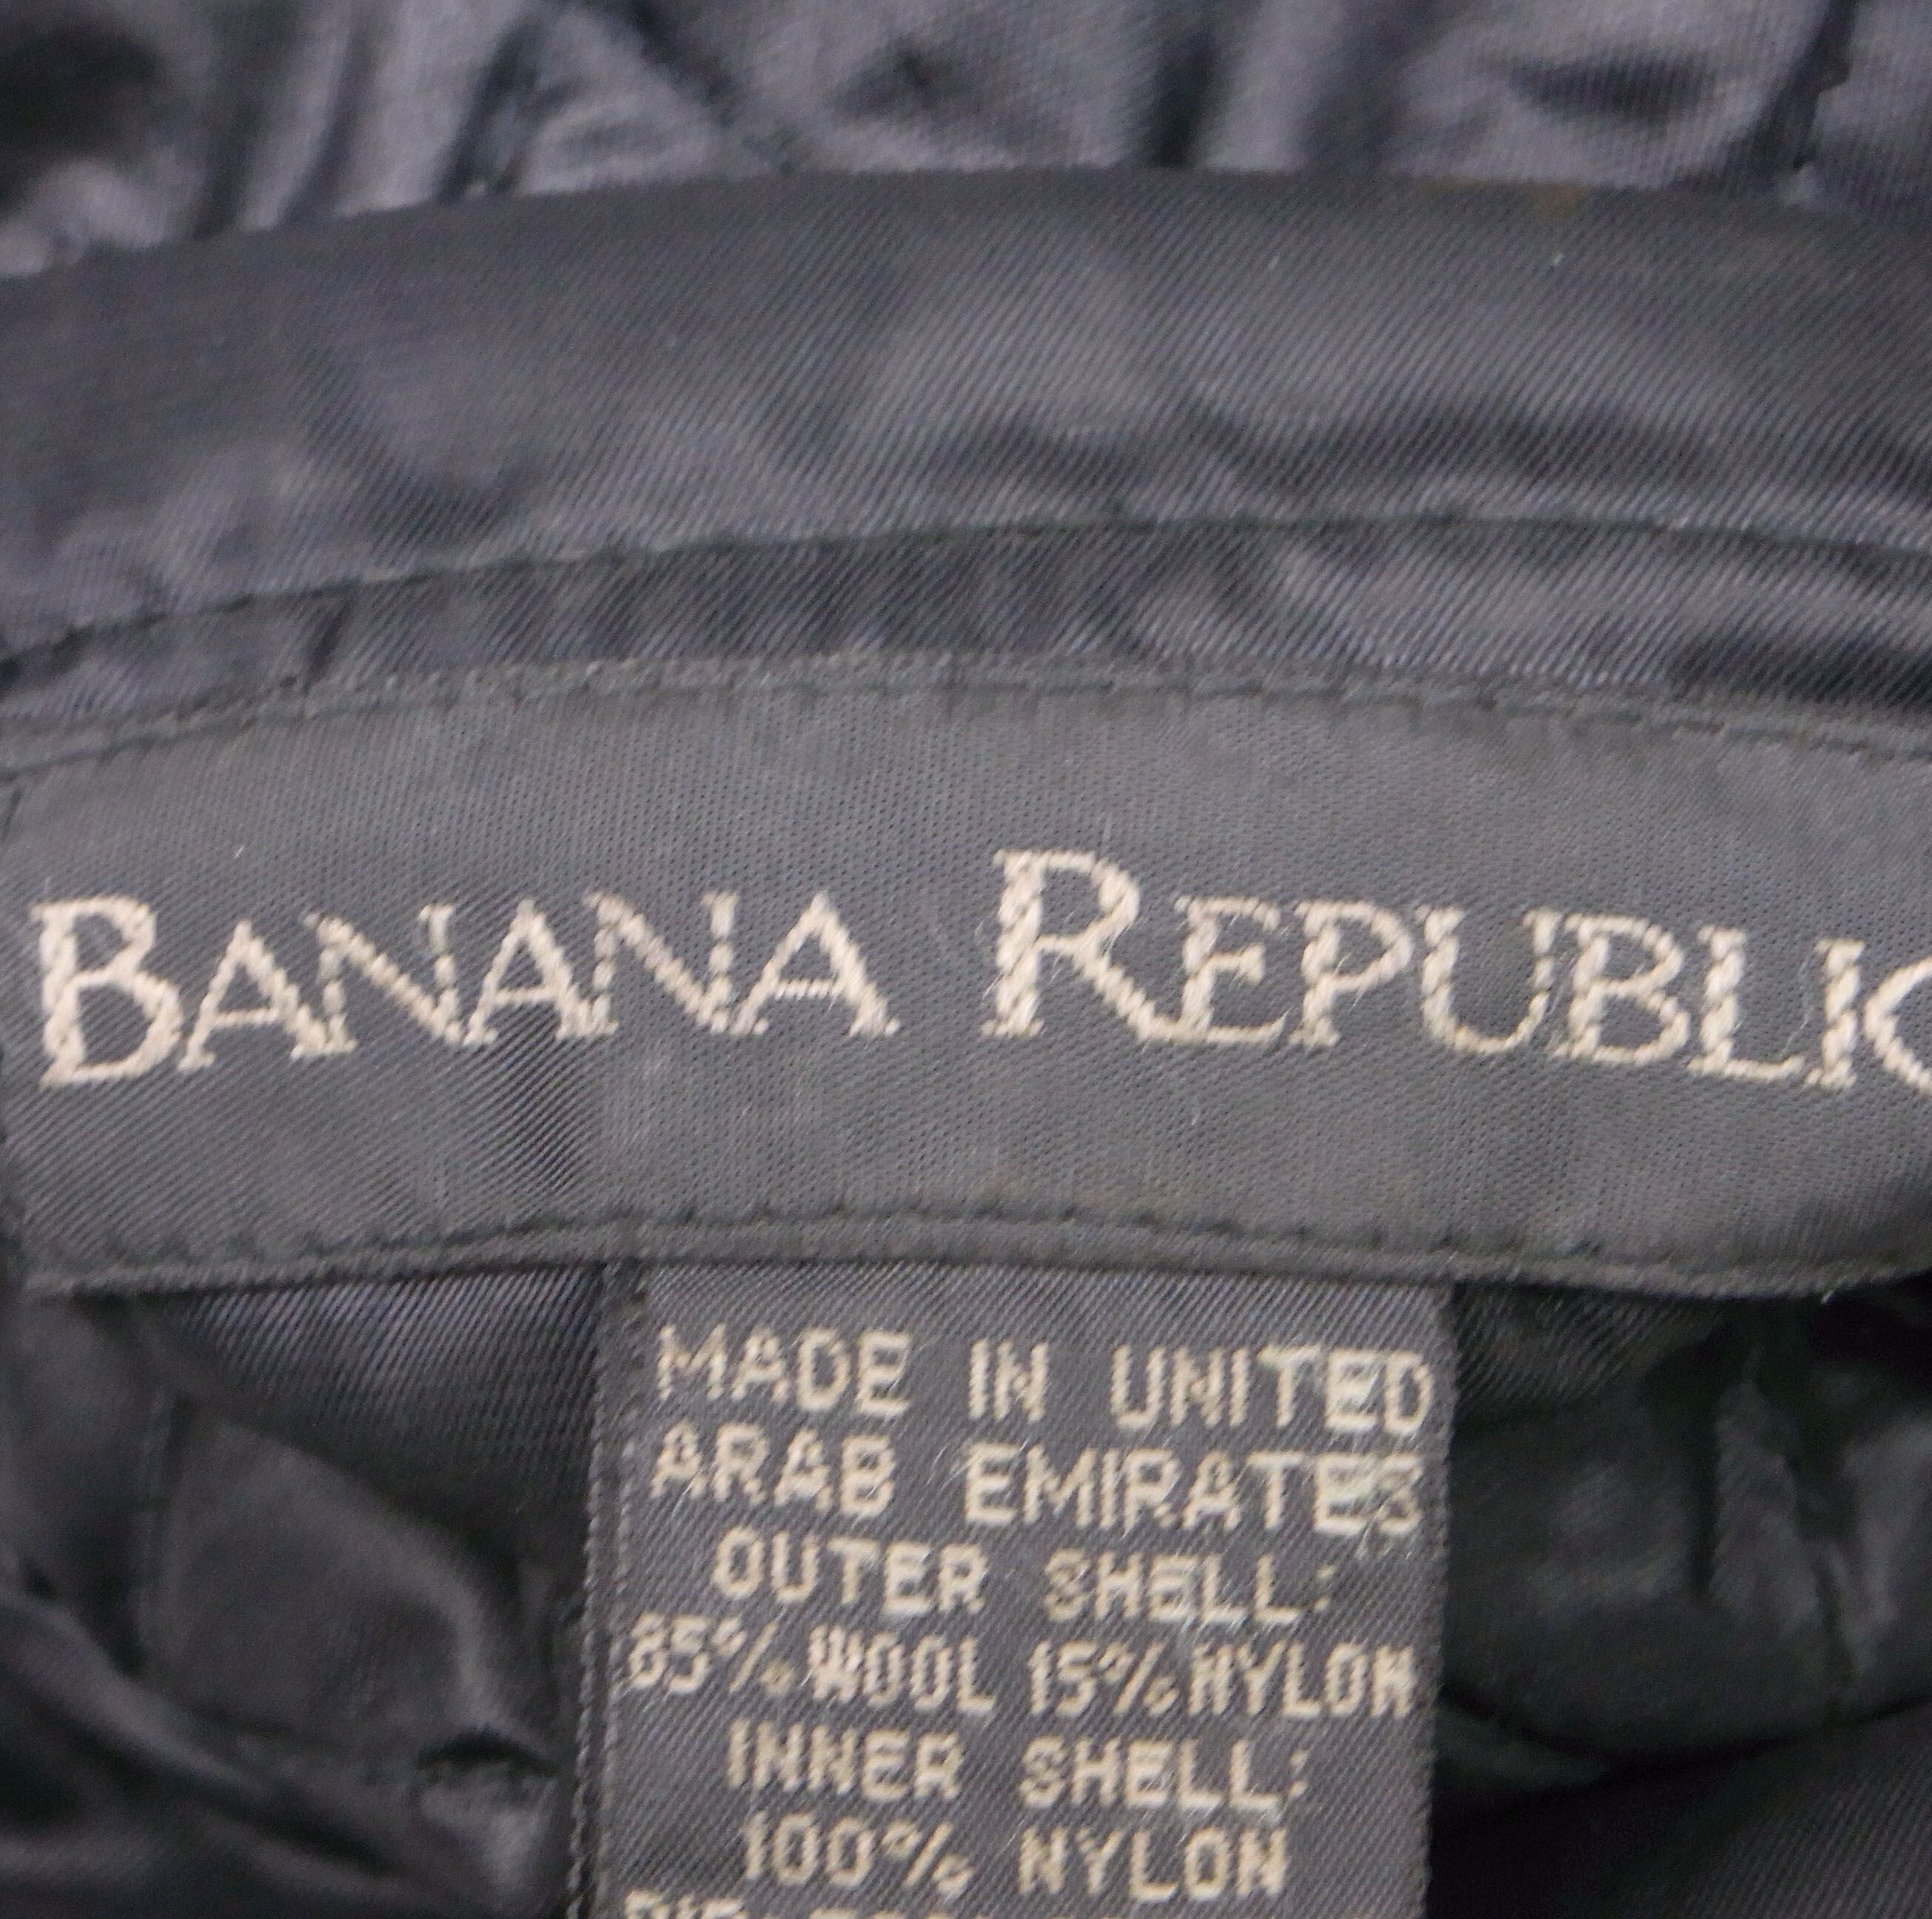 BANANA REPUBLIC
MADE IN UNITED
ARAB EMIRATES
OUTER SHELL:
85% WOOL 15% NYLON
INNER SHELL:
100% NYLON